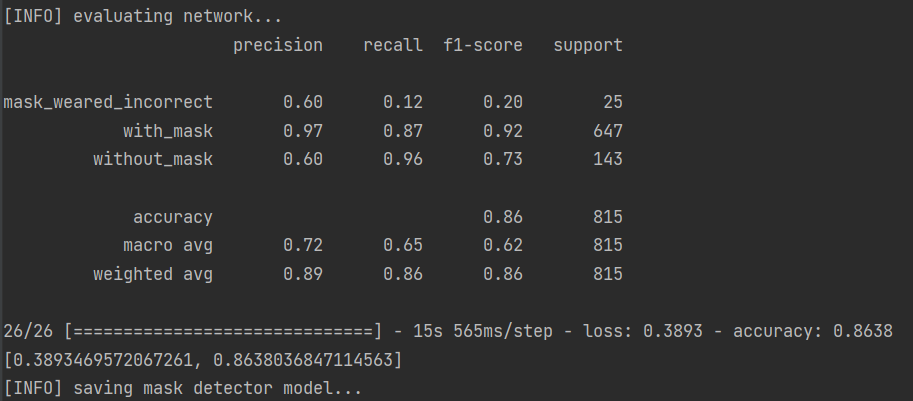 [INFO] evaluating network...
precision recall f1-score support
mask_weared_incorrect 0.60 0.12 0.20 25
with_mask 0.97 0.87 0.92 647
without_mask 0.60 0.96 0.73 143
accuracy 0.86 815
macro avg 0.72 0.65 0.62 815
weighted avg 0.89 0.86 0.86 815
26/26 [==============================] - 15s 565ms/step - loss: 0.3893 - accuracy: 0.8638
[0.3893469572067261, 0.8638036847114563]
[INFO] saving mask detector model...